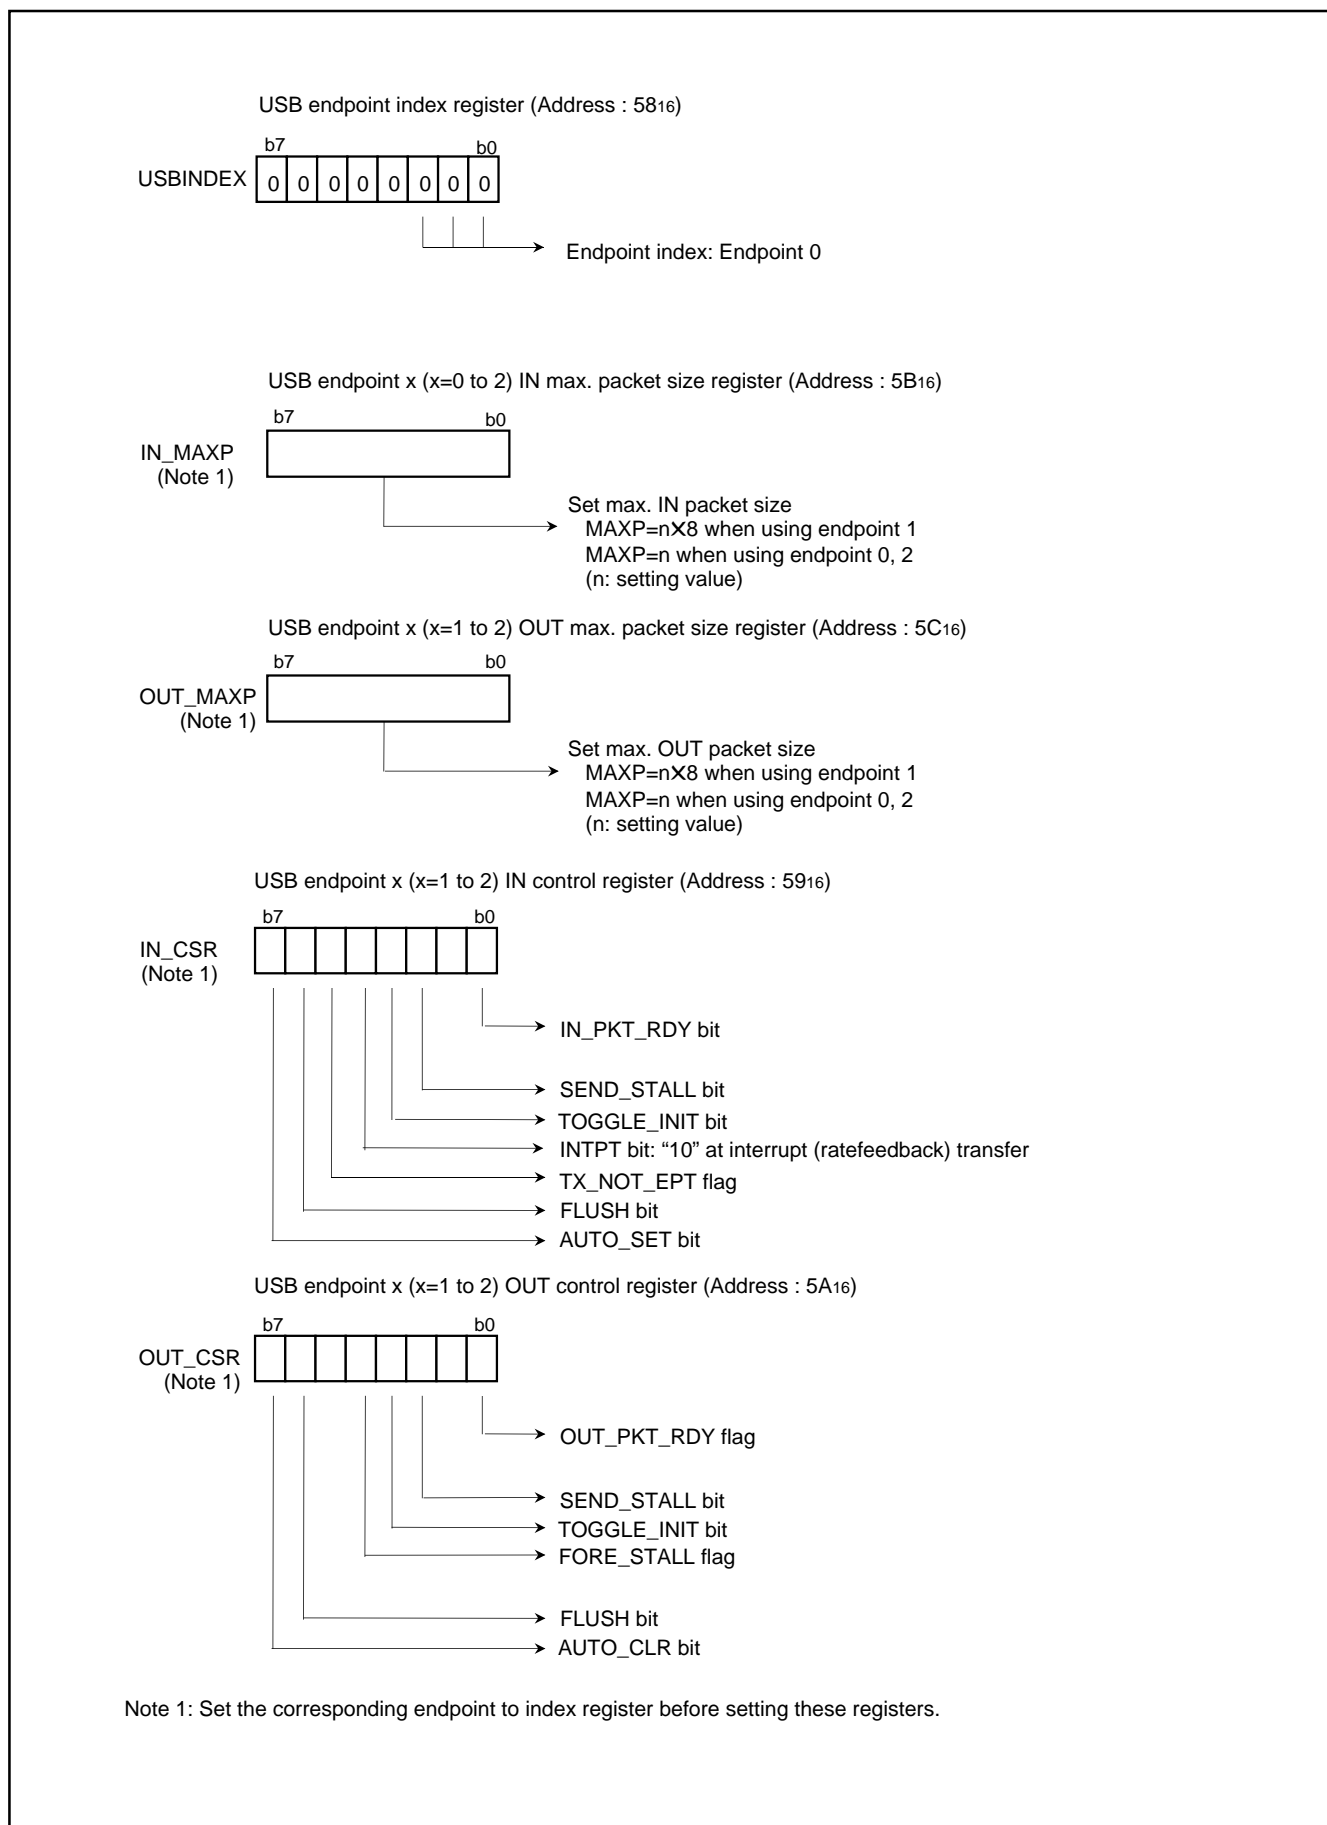 USB endpoint index register (Address : 5816)
b7 b0
USBINDEX 0 0 0 0 0 0 0 0
Endpoint index: Endpoint 0
USB endpoint x (x=0 to 2) IN max. packet size register (Address : 5B16)
b7 b0
IN_MAXP
(Note 1)
Set max. IN packet size
MAXP=n✕8 when using endpoint 1
MAXP=n when using endpoint 0, 2
(n: setting value)
USB endpoint x (x=1 to 2) OUT max. packet size register (Address : 5C16)
b7 b0
OUT_MAXP
(Note 1)
Set max. OUT packet size
MAXP=n✕8 when using endpoint 1
MAXP=n when using endpoint 0, 2
(n: setting value)
USB endpoint x (x=1 to 2) IN control register (Address : 5916)
b7 b0
IN_CSR
(Note 1)
IN_PKT_RDY bit
SEND_STALL bit
TOGGLE_INIT bit
INTPT bit: “10” at interrupt (ratefeedback) transfer
TX_NOT_EPT flag
FLUSH bit
AUTO_SET bit
USB endpoint x (x=1 to 2) OUT control register (Address : 5A16)
b7 b0
OUT_CSR
(Note 1)
OUT_PKT_RDY flag
SEND_STALL bit
TOGGLE_INIT bit
FORE_STALL flag
FLUSH bit
AUTO_CLR bit
Note 1: Set the corresponding endpoint to index register before setting these registers.